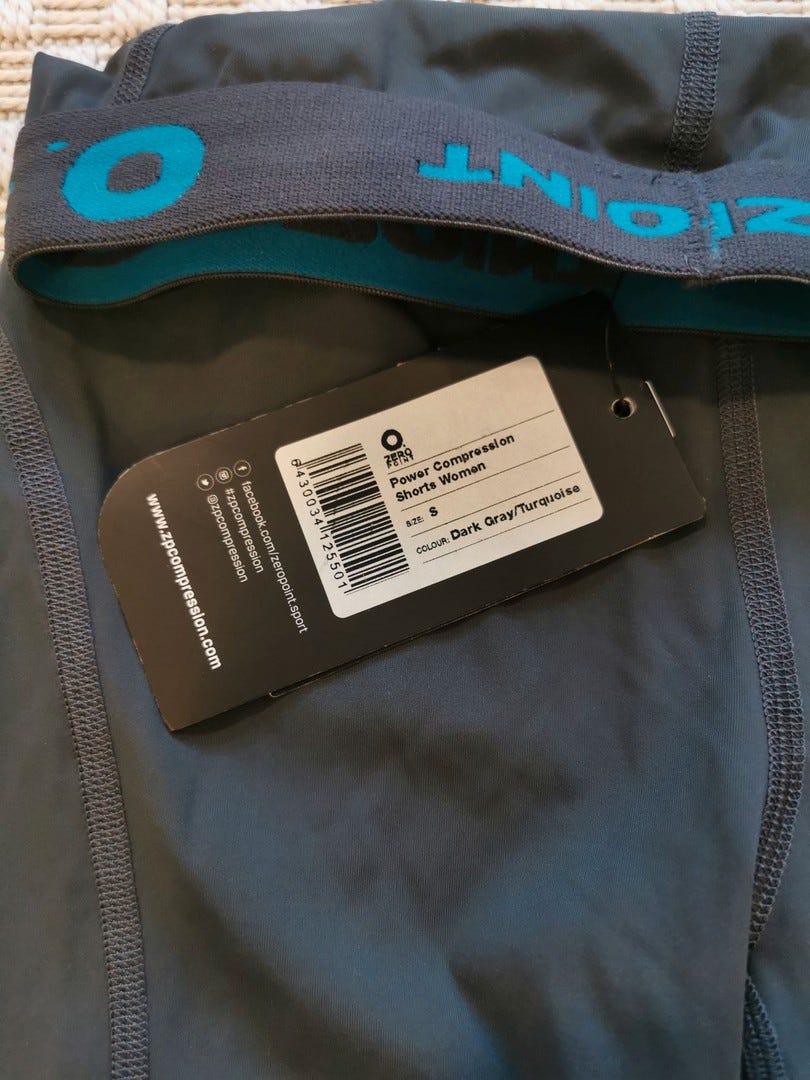 O.
POINT
ZERO
POINT
Power Compression
Shorts Women
SIZE: S
COLOUR: Dark Gray/Turquoise
6430034125501
facebook.com/zeropoint.sport
#zpcompression
@zpcompression
www.zpcompression.com